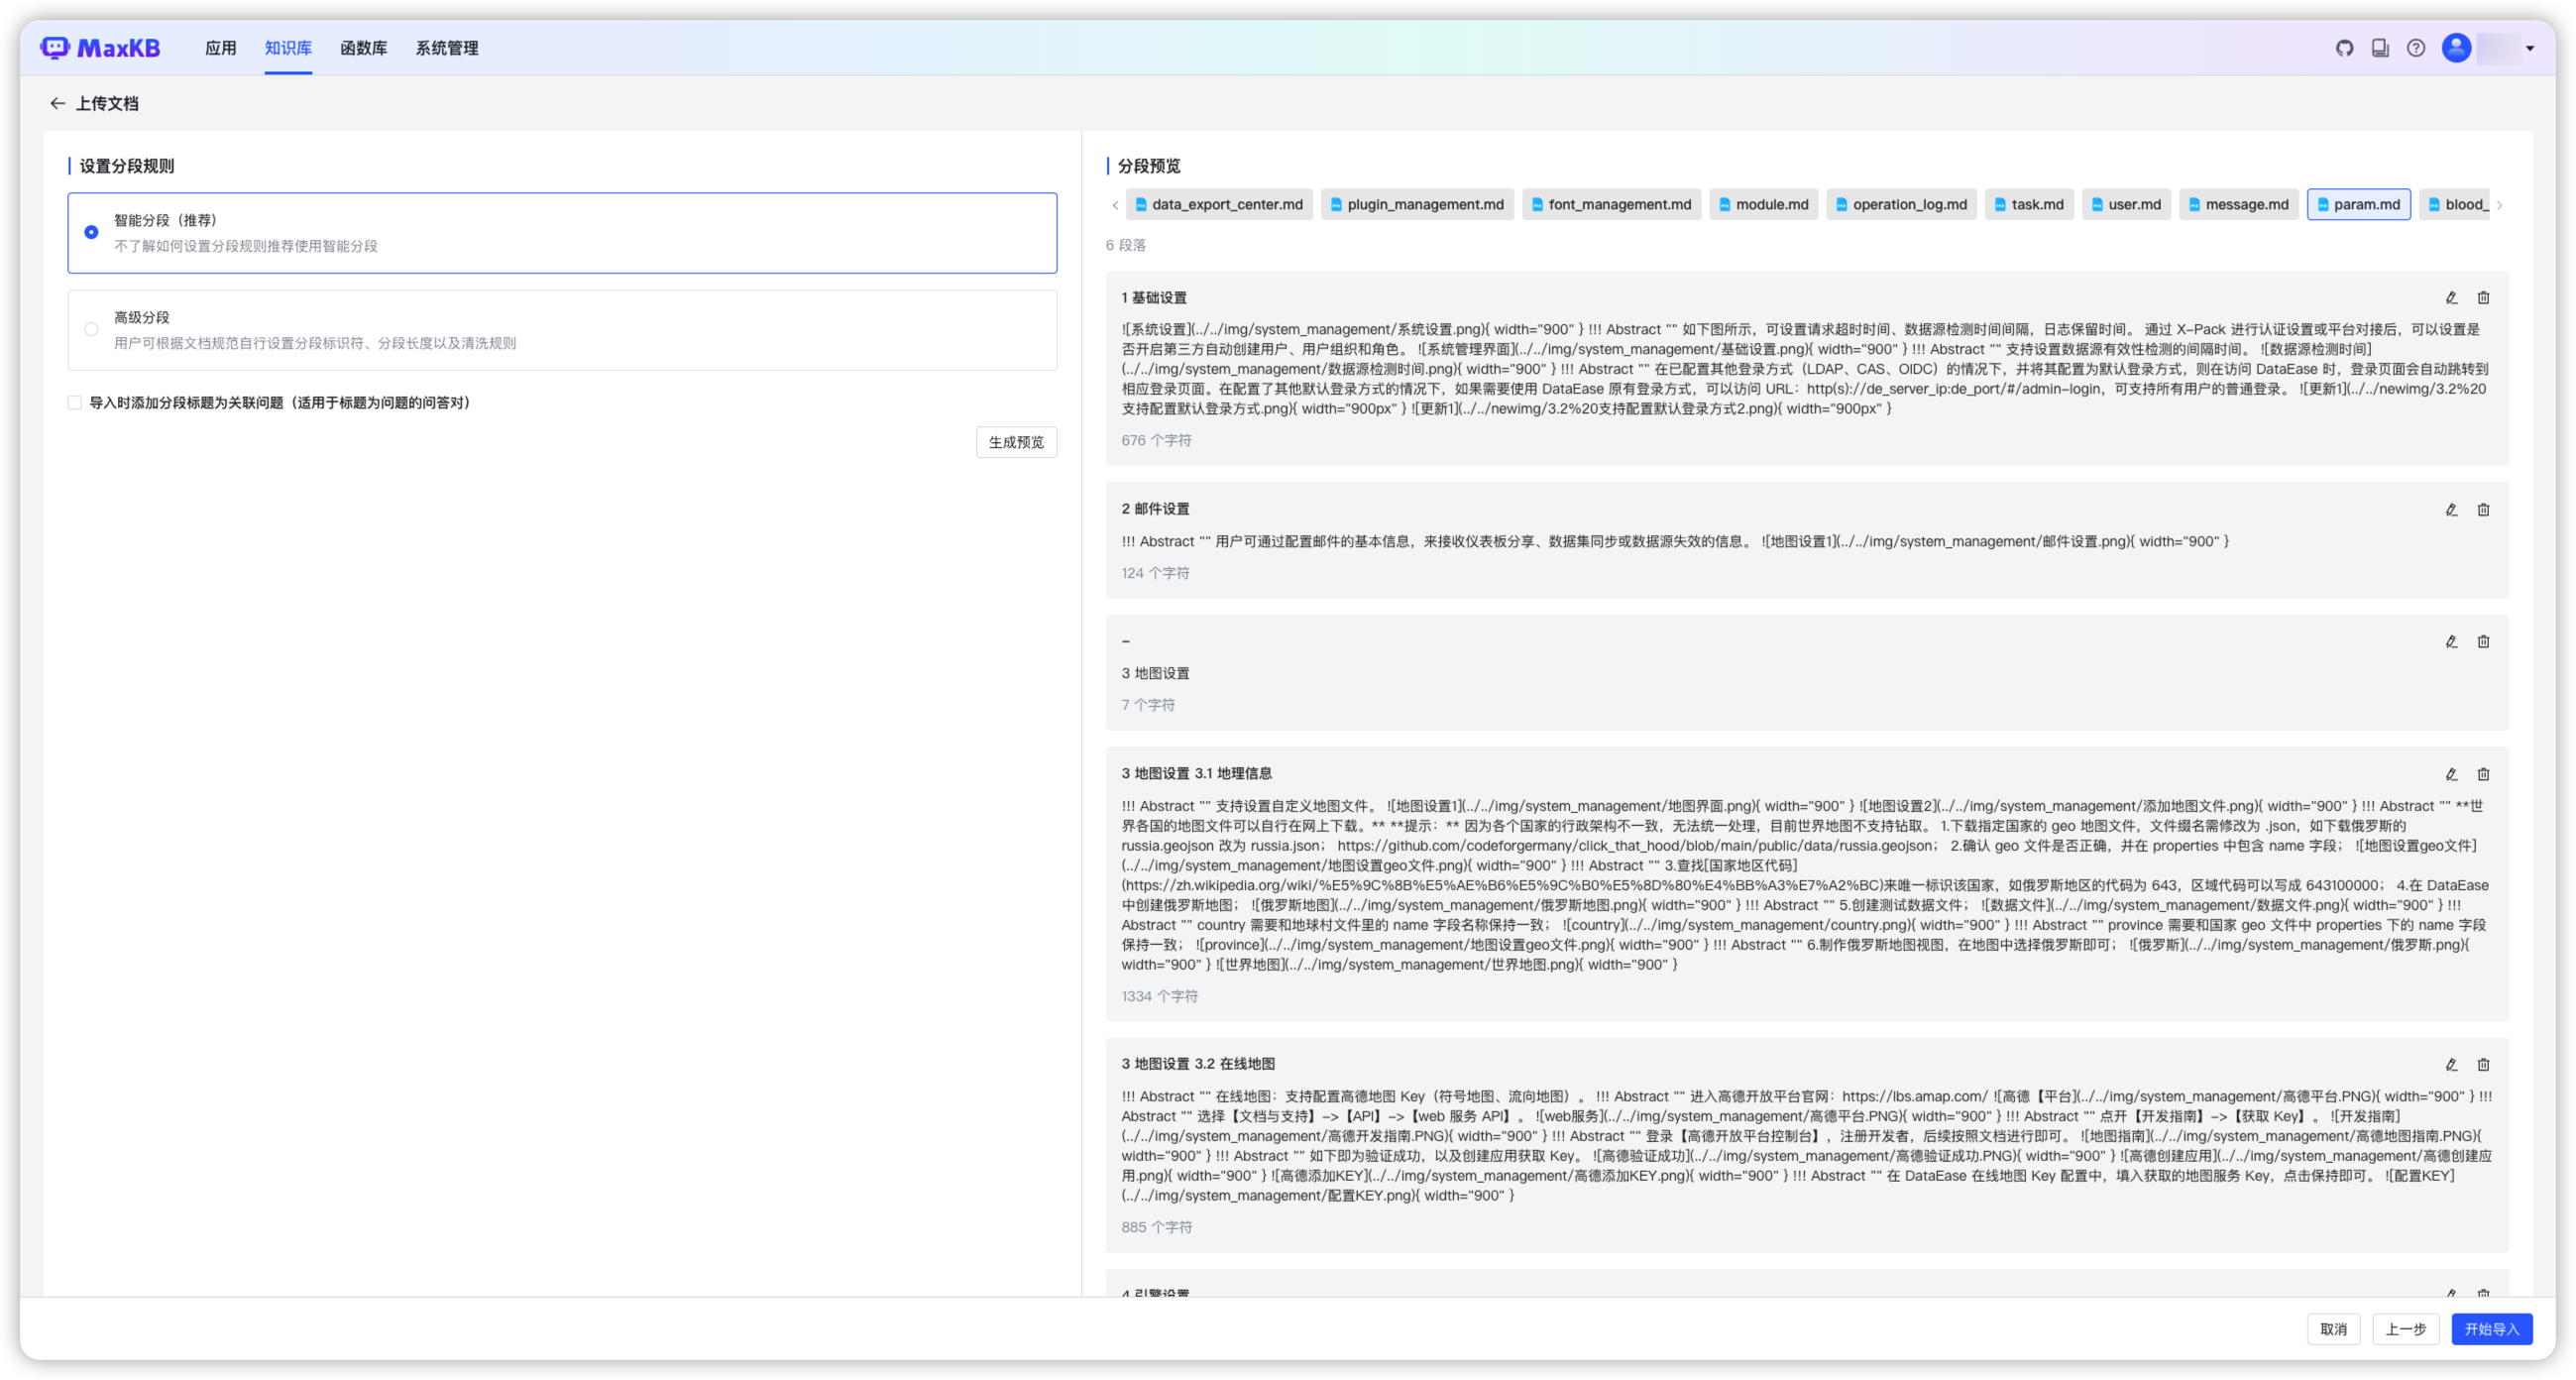 MaxKB
应用
知识库
函数库
系统管理
上传文档
设置分段规则
智能分段（推荐）
不了解如何设置分段规则推荐使用智能分段
高级分段
用户可根据文档规范自行设置分段标识符、分段长度以及清洗规则
导入时添加分段标题为关联问题（适用于标题为问题的问答对）
生成预览
分段预览
data_export_center.md
plugin_management.md
font_management.md
module.md
operation_log.md
task.md
user.md
message.md
param.md
blood_
6 段落
1 基础设置
![系统设置](../../img/system_management/系统设置.png){ width="900" } !!! Abstract "" 如下图所示，可设置请求超时时间、数据源检测时间间隔，日志保留时间。 通过 X-Pack 进行认证设置或平台对接后，可以设置是
否开启第三方自动创建用户、用户组织和角色。 ![系统管理界面](../../img/system_management/基础设置.png){ width="900" } !!! Abstract "" 支持设置数据源有效性检测的间隔时间。 ![数据源检测时间]
(../../img/system_management/数据源检测时间.png){ width="900" } !!! Abstract "" 在已配置其他登录方式（LDAP、CAS、OIDC）的情况下，并将其配置为默认登录方式，则在访问 DataEase 时，登录页面会自动跳转到
相应登录页面。在配置了其他默认登录方式的情况下，如果需要使用 DataEase 原有登录方式，可以访问 URL：http(s)://de_server_ip:de_port/#/admin-login，可支持所有用户的普通登录。 ![更新1](../../newimg/3.2%20
支持配置默认登录方式.png){ width="900px" } ![更新1](../../newimg/3.2%20支持配置默认登录方式2.png){ width="900px" }
676 个字符
2 邮件设置
!!! Abstract "" 用户可通过配置邮件的基本信息，来接收仪表板分享、数据集同步或数据源失效的信息。 ![地图设置1](../../img/system_management/邮件设置.png){ width="900" }
124 个字符
-
3 地图设置
7 个字符
3 地图设置 3.1 地理信息
!!! Abstract "" 支持设置自定义地图文件。 ![地图设置1](../../img/system_management/地图界面.png){ width="900" } ![地图设置2](../../img/system_management/添加地图文件.png){ width="900" } !!! Abstract "" **世
界各国的地图文件可以自行在网上下载。** **提示：** 因为各个国家的行政架构不一致，无法统一处理，目前世界地图不支持钻取。 1.下载指定国家的 geo 地图文件，文件缀名需修改为 .json，如下载俄罗斯的
russia.geojson 改为 russia.json； https://github.com/codeforgermany/click_that_hood/blob/main/public/data/russia.geojson； 2.确认 geo 文件是否正确，并在 properties 中包含 name 字段； ![地图设置geo文件]
(../../img/system_management/地图设置geo文件.png){ width="900" } !!! Abstract "" 3.查找[国家地区代码]
(https://zh.wikipedia.org/wiki/%E5%9C%8B%E5%AE%B6%E5%9C%B0%E5%8D%80%E4%BB%A3%E7%A2%BC)来唯一标识该国家，如俄罗斯地区的代码为 643，区域代码可以写成 643100000； 4.在 DataEase
中创建俄罗斯地图； ![俄罗斯地图](../../img/system_management/俄罗斯地图.png){ width="900" } !!! Abstract "" 5.创建测试数据文件； ![数据文件](../../img/system_management/数据文件.png){ width="900" } !!!
Abstract "" country 需要和地球村文件里的 name 字段名称保持一致； ![country](../../img/system_management/country.png){ width="900" } !!! Abstract "" province 需要和国家 geo 文件中 properties 下的 name 字段
保持一致； ![province](../../img/system_management/地图设置geo文件.png){ width="900" } !!! Abstract "" 6.制作俄罗斯地图视图，在地图中选择俄罗斯即可； ![俄罗斯](../../img/system_management/俄罗斯.png){
width="900" } ![世界地图](../../img/system_management/世界地图.png){ width="900" }
1334 个字符
3 地图设置 3.2 在线地图
!!! Abstract "" 在线地图：支持配置高德地图 Key（符号地图、流向地图）。 !!! Abstract "" 进入高德开放平台官网：https://lbs.amap.com/ ![高德【平台](../../img/system_management/高德平台.PNG){ width="900" } !!!
Abstract "" 选择【文档与支持】->【API】->【web 服务 API】。 ![web服务](../../img/system_management/高德平台.PNG){ width="900" } !!! Abstract "" 点开【开发指南】->【获取 Key】。 ![开发指南]
(../../img/system_management/高德开发指南.PNG){ width="900" } !!! Abstract "" 登录【高德开放平台控制台】，注册开发者，后续按照文档进行即可。 ![地图指南](../../img/system_management/高德地图指南.PNG){
width="900" } !!! Abstract "" 如下即为验证成功，以及创建应用获取 Key。 ![高德验证成功](../../img/system_management/高德验证成功.PNG){ width="900" } ![高德创建应用](../../img/system_management/高德创建应
用.png){ width="900" } ![高德添加KEY](../../img/system_management/高德添加KEY.png){ width="900" } !!! Abstract "" 在 DataEase 在线地图 Key 配置中，填入获取的地图服务 Key，点击保持即可。 ![配置KEY]
(../../img/system_management/配置KEY.png){ width="900" }
885 个字符
4 引擎设置
取消
上一步
开始导入